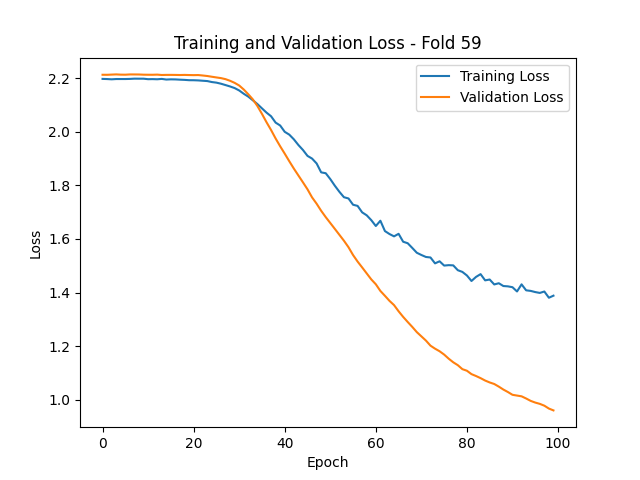 Training and Validation Loss - Fold 59
Training Loss
Validation Loss
Loss
2.2
2.0
1.8
1.6
1.4
1.2
1.0
0 20 40 60 80 100
Epoch